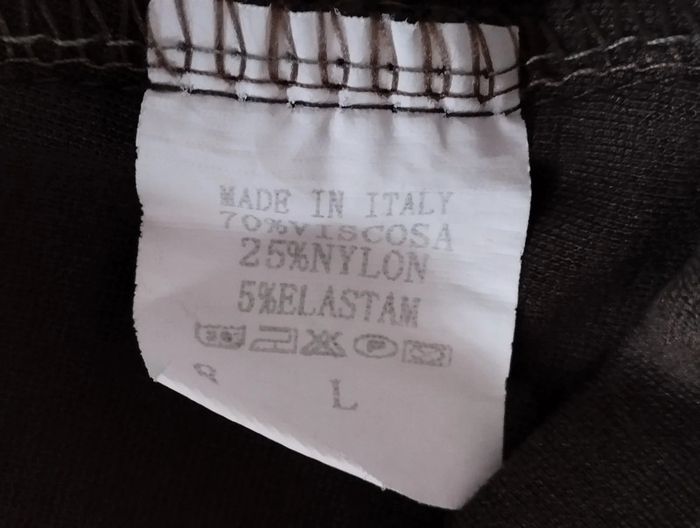 MADE IN ITALY
70%VISCOSA
25%NYLON
5%ELASTAM
P
L